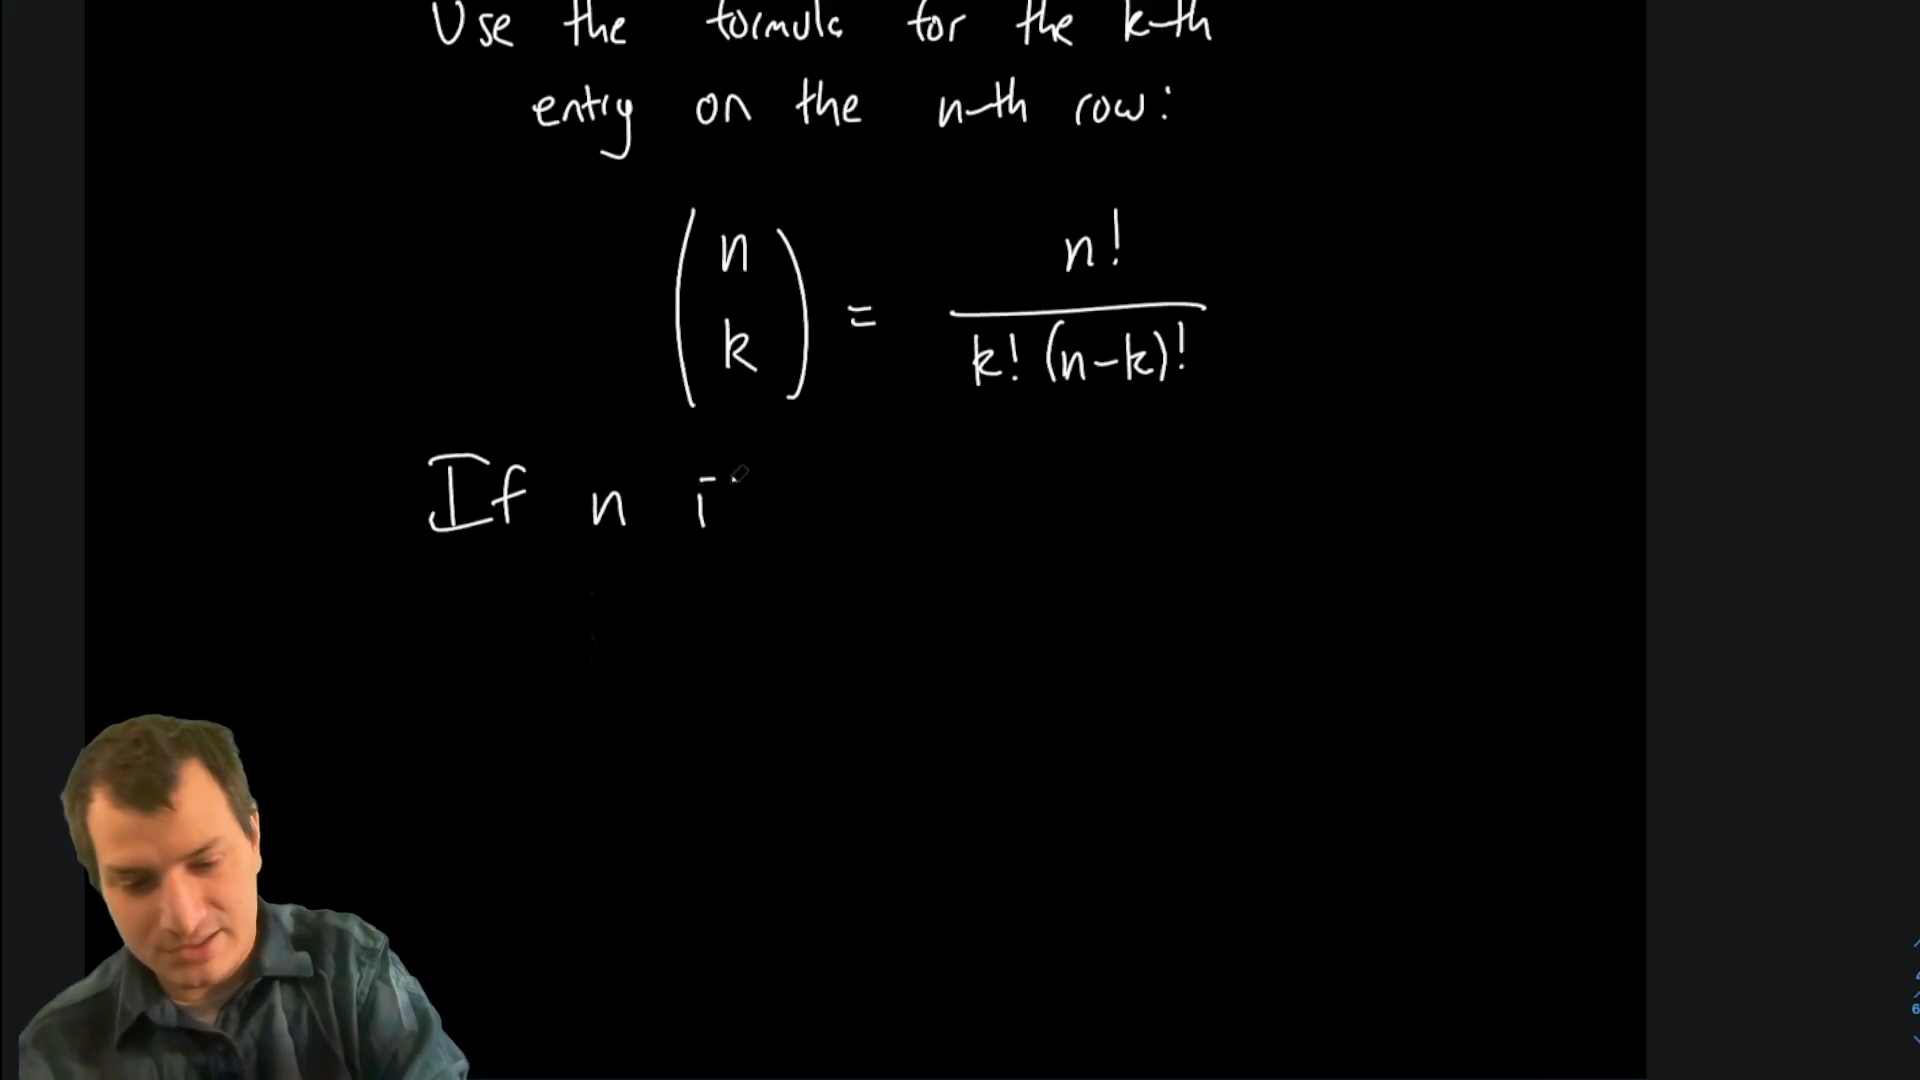 Use the formula for the k-th
entry on the n-th row:
(n k) = n! / k! (n-k)!
If n i